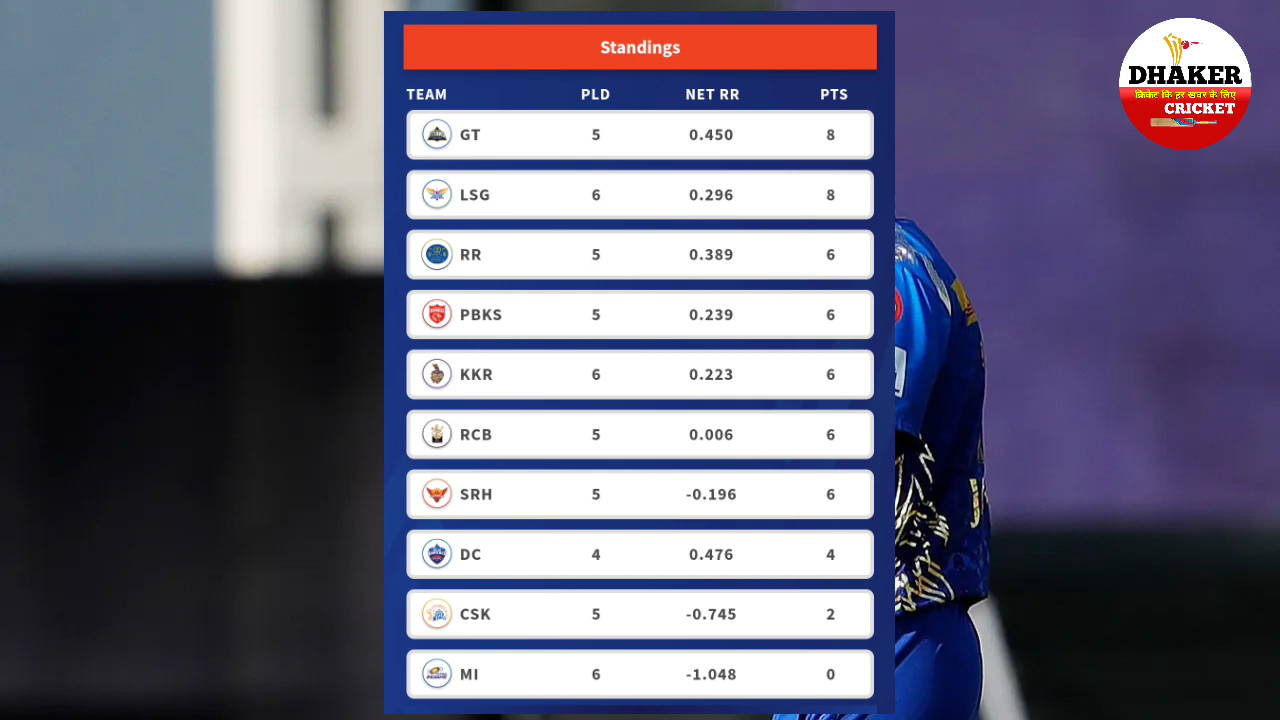 Standings
TEAM PLD NET RR PTS
GT 5 0.450 8
LSG 6 0.296 8
RR 5 0.389 6
PBKS 5 0.239 6
KKR 6 0.223 6
RCB 5 0.006 6
SRH 5 -0.196 6
DC 4 0.476 4
CSK 5 -0.745 2
MI 6 -1.048 0
DHAKER
क्रिकेट कि हर खबर के लिए
CRICKET